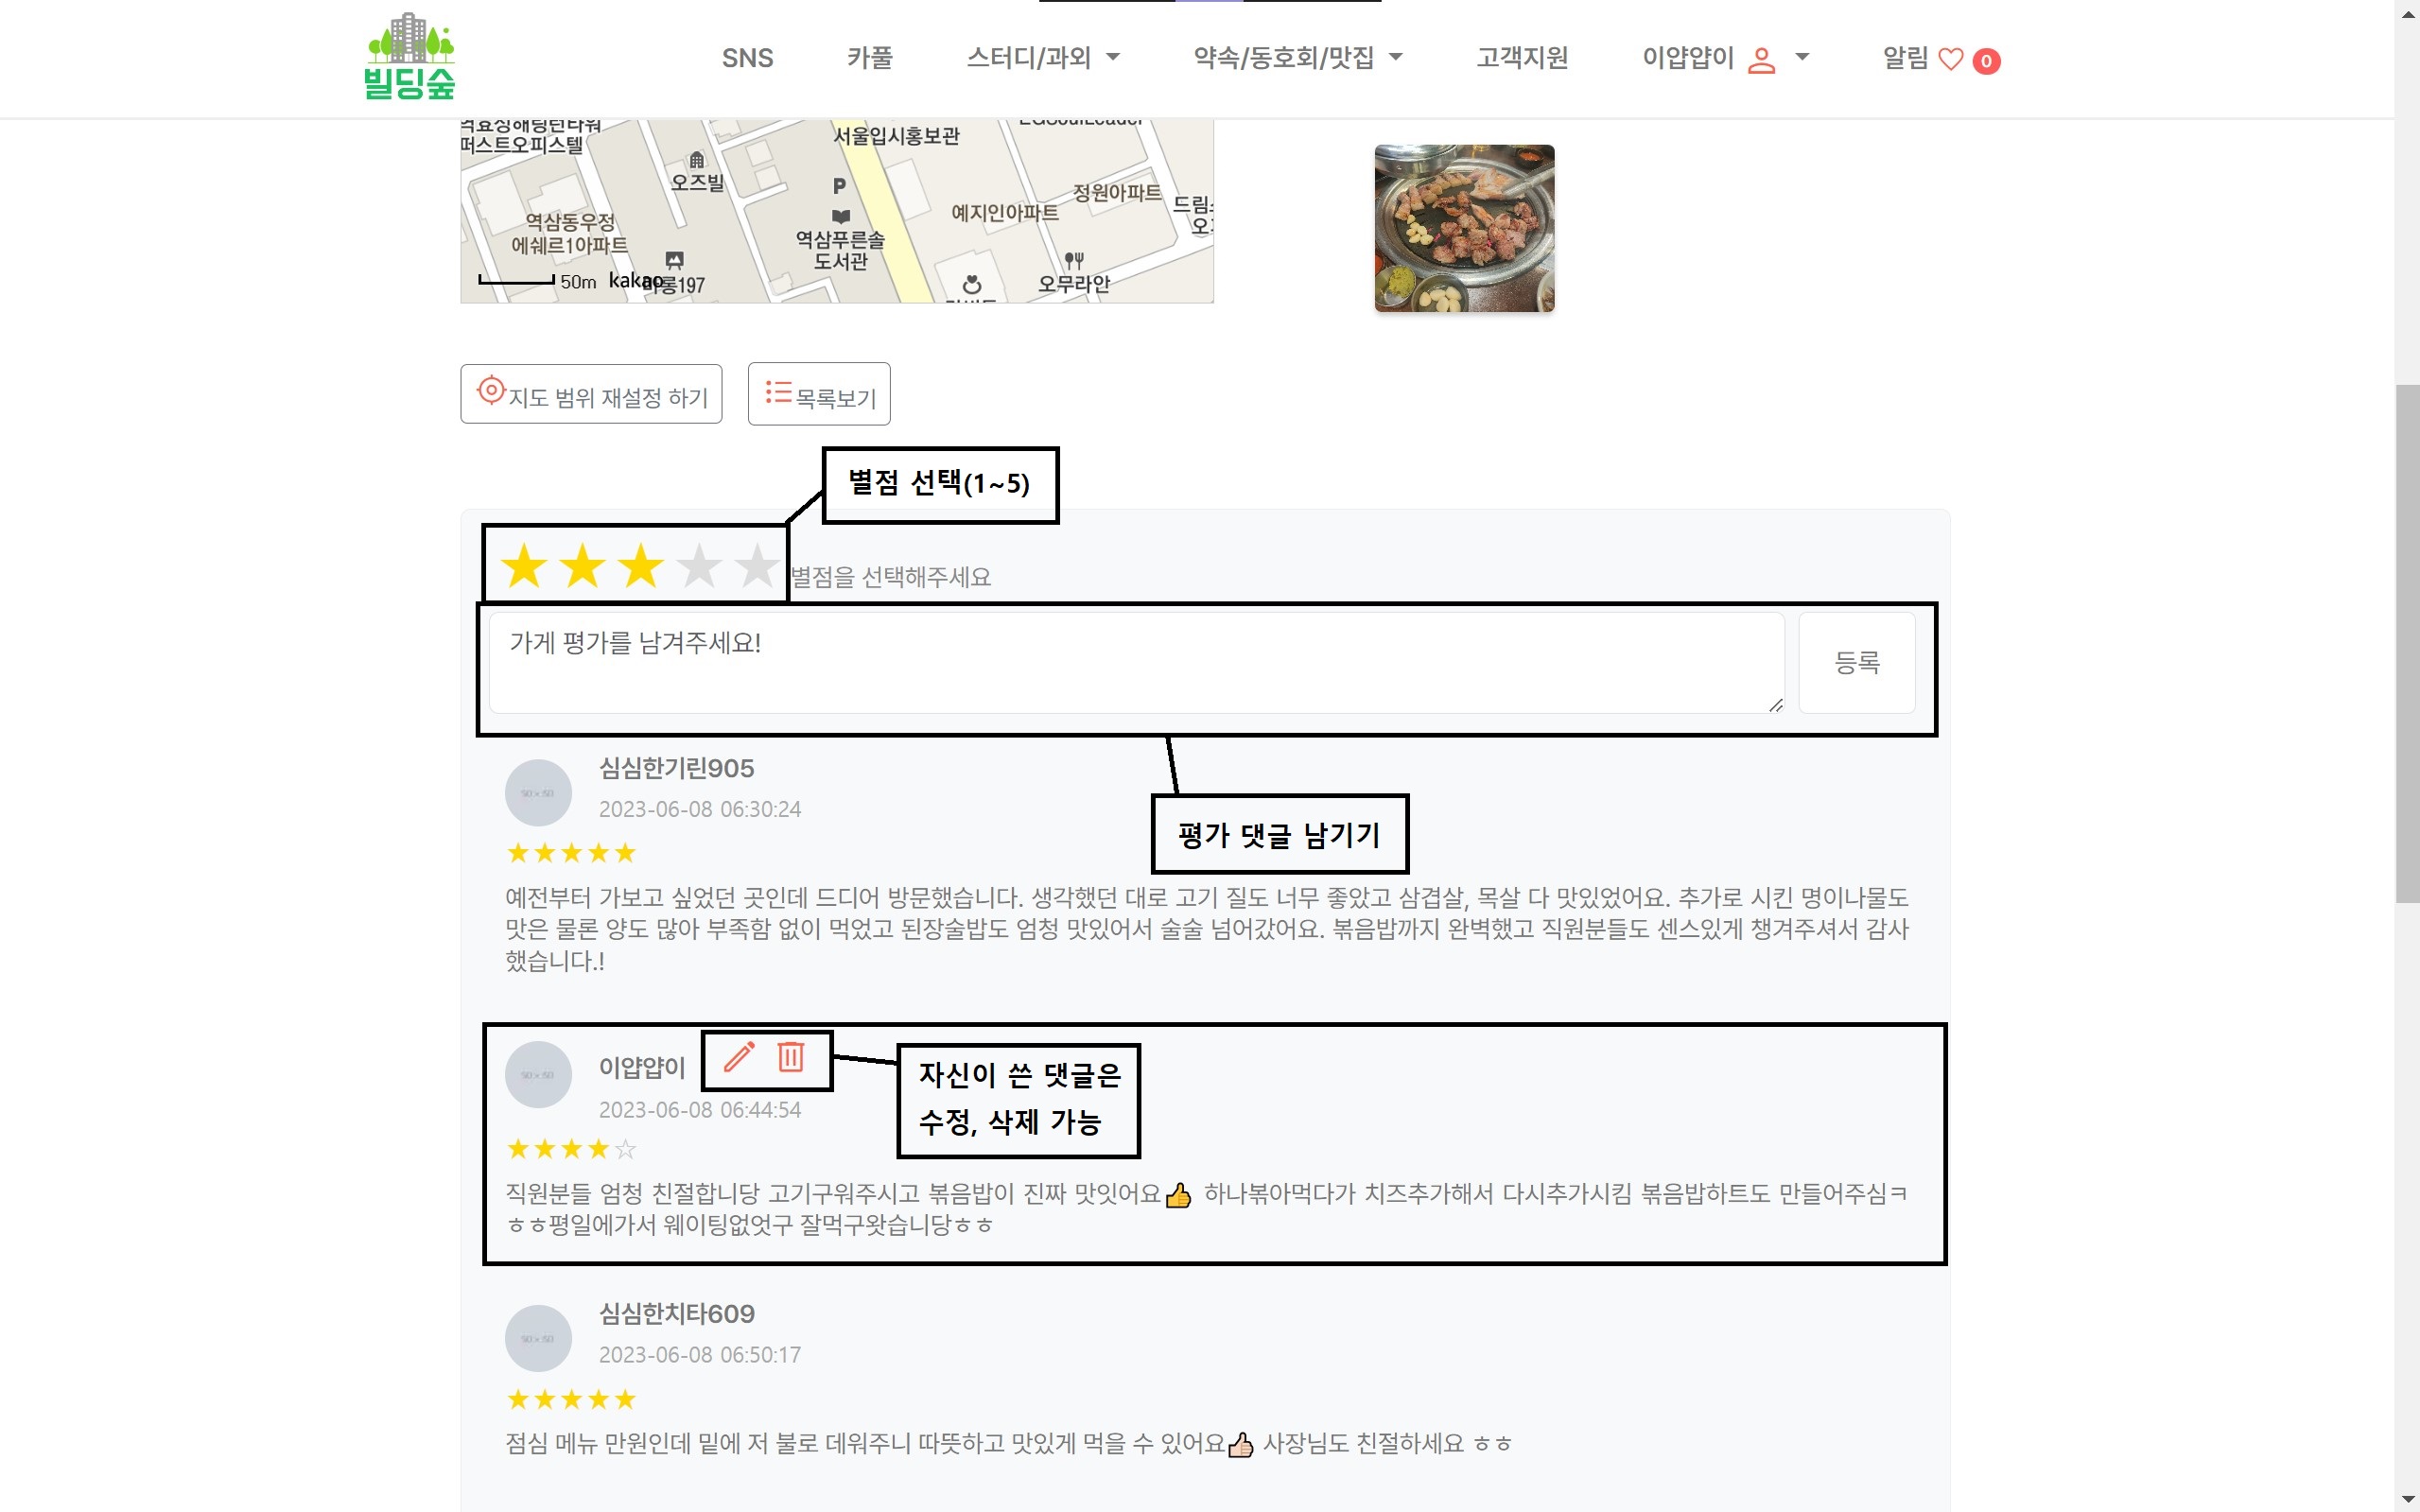 빌딩숲
SNS
카풀
스터디/과외
약속/동호회/맛집
고객지원
이얍얍이
알림
0
퍼스트오피스텔
오즈빌
역삼동우정
에쉐르1아파트
50m
kakao
서울입시홍보관
P
역삼푸른솔
도서관
예지인아파트
정원아파트
오무라안
지도 범위 재설정 하기
목록보기
별점 선택(1~5)
별점을 선택해주세요
가게 평가를 남겨주세요!
등록
심심한기린905
2023-06-08 06:30:24
평가 댓글 남기기
예전부터 가보고 싶었던 곳인데 드디어 방문했습니다. 생각했던 대로 고기 질도 너무 좋았고 삼겹살, 목살 다 맛있었어요. 추가로 시킨 명이나물도
맛은 물론 양도 많아 부족함 없이 먹었고 된장술밥도 엄청 맛있어서 술술 넘어갔어요. 볶음밥까지 완벽했고 직원분들도 센스있게 챙겨주셔서 감사
했습니다.!
이얍얍이
2023-06-08 06:44:54
자신이 쓴 댓글은
수정, 삭제 가능
직원분들 엄청 친절합니당 고기구워주시고 볶음밥이 진짜 맛잇어요👍 하나볶아먹다가 치즈추가해서 다시추가시킴 볶음밥하트도 만들어주심ㅋ
ㅎㅎ평일에가서 웨이팅없엇구 잘먹구왓습니당ㅎㅎ
심심한치타609
2023-06-08 06:50:17
점심 메뉴 만원인데 밑에 저 불로 데워주니 따뜻하고 맛있게 먹을 수 있어요👍🏻 사장님도 친절하세요 ㅎㅎ